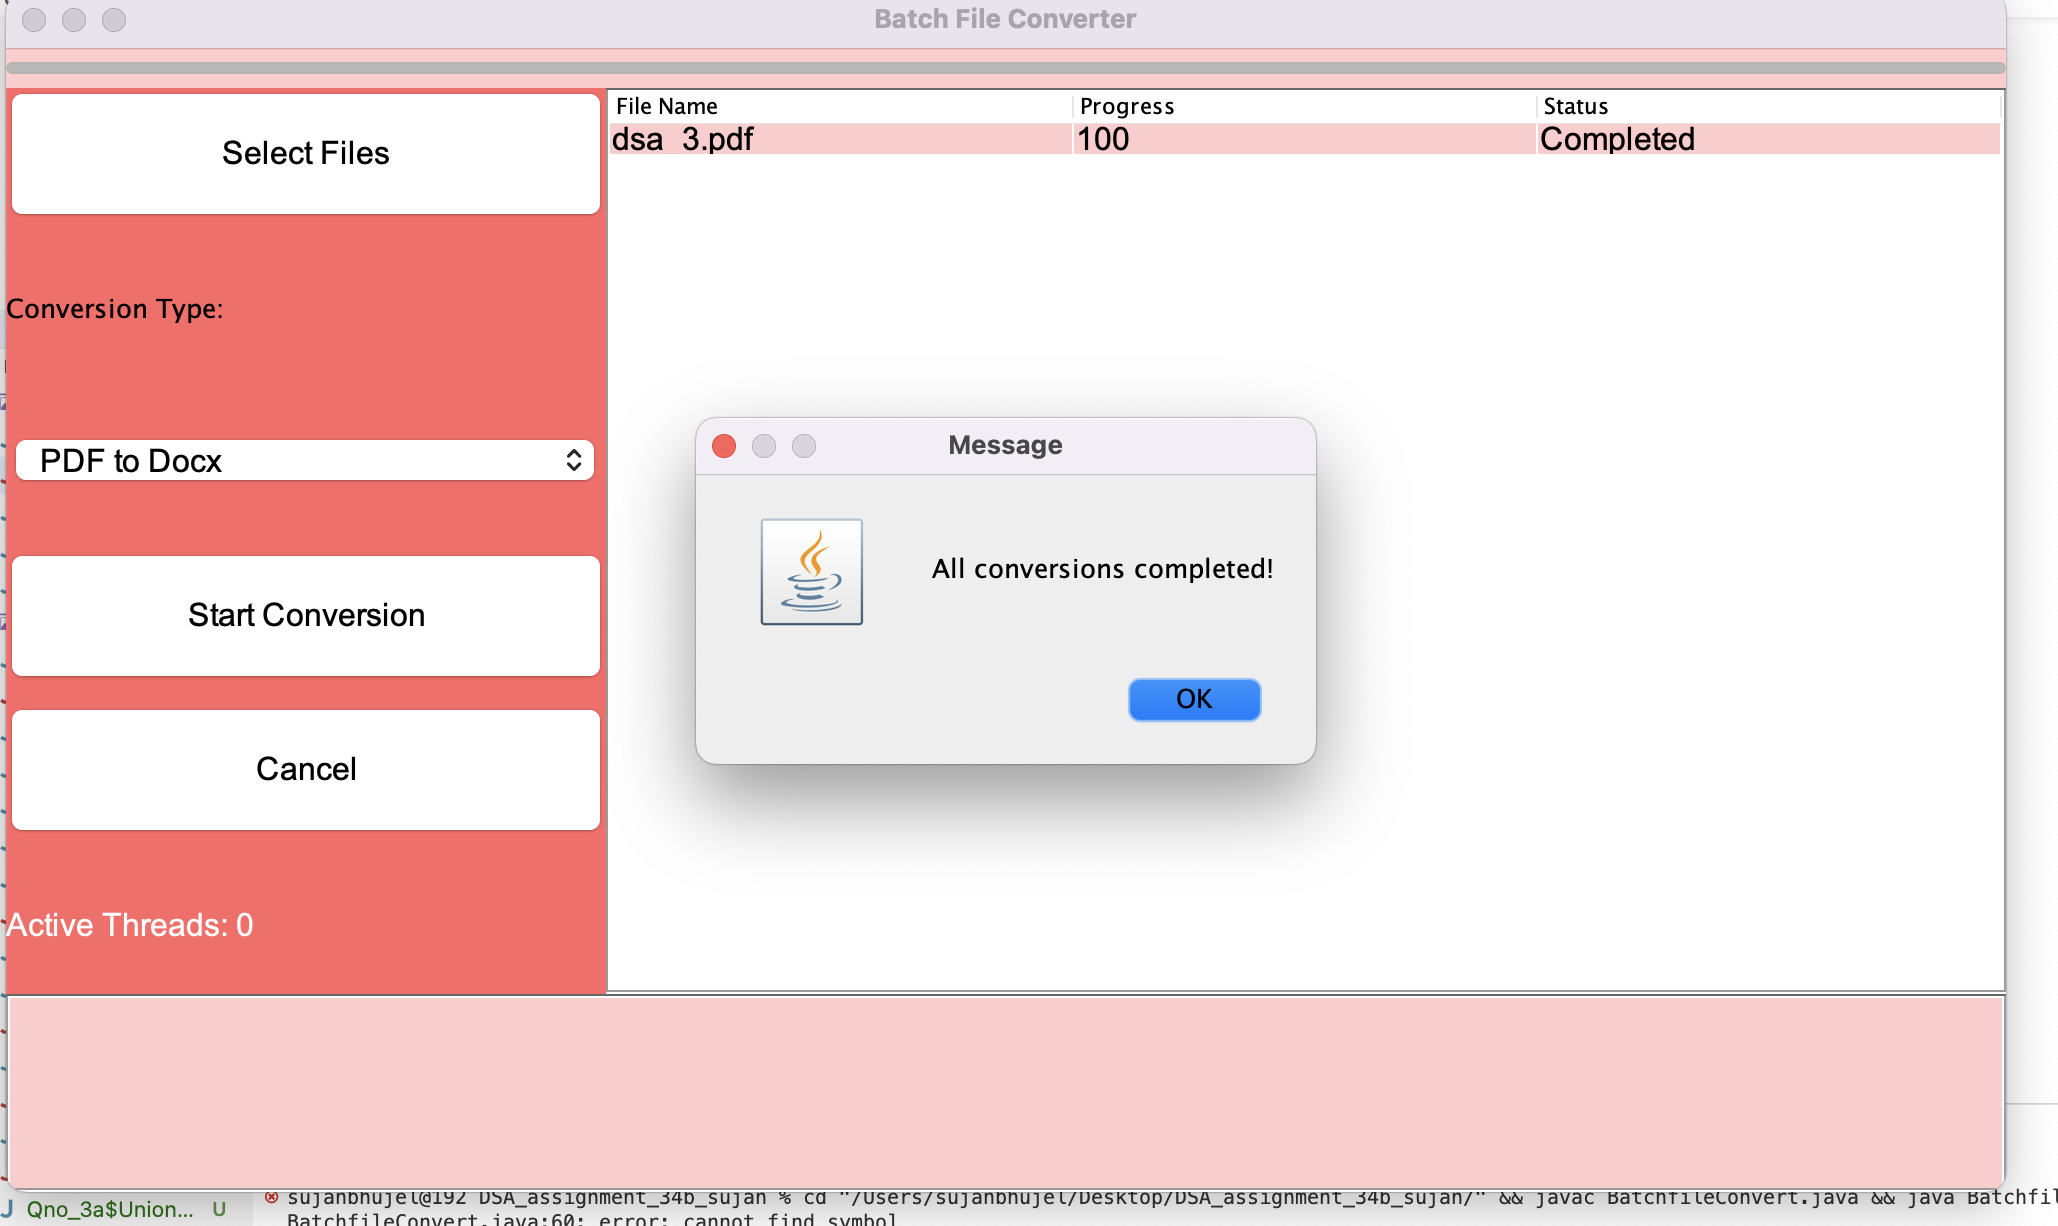 Batch File Converter
Select Files
Conversion Type:
PDF to Docx
Start Conversion
Cancel
Active Threads: 0
File Name Progress Status
dsa_3.pdf 100 Completed
Message
All conversions completed!
OK
Qno_3a$Union... U
sujanbhujel@192 DSA_assignment_34b_sujan % cd "/Users/sujanbhujel/Desktop/DSA_assignment_34b_sujan/" && javac BatchfileConvert.java && java Batchfil
BatchfileConvert.java:60: error: cannot find symbol